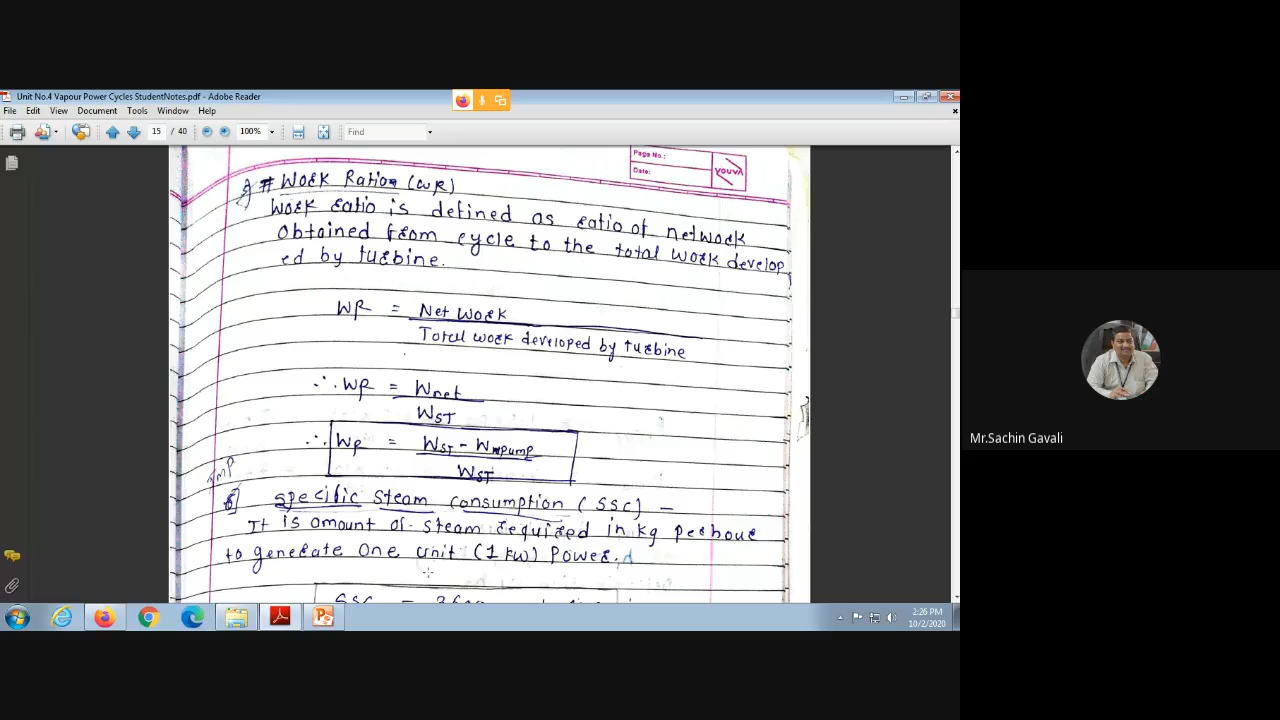 Unit No.4 Vapour Power Cycles StudentNotes.pdf - Adobe Reader
File Edit View Document Tools Window Help
15 / 40 100% Find
Page No.:
Date:
YOUVA
# Work Ratio (WR)
Work ratio is defined as ratio of network
obtained from cycle to the total work develop
ed by turbine.
WR = Net work
Total work developed by turbine
∴ WR = Wnet
WST
∴ WR = WST - Wpump
WST
Imp
specific steam consumption (SSC) -
It is amount of steam required in kg per hour
to generate one unit (1 kw) Power.
SSC =
2:26 PM
10/2/2020
Mr.Sachin Gavali